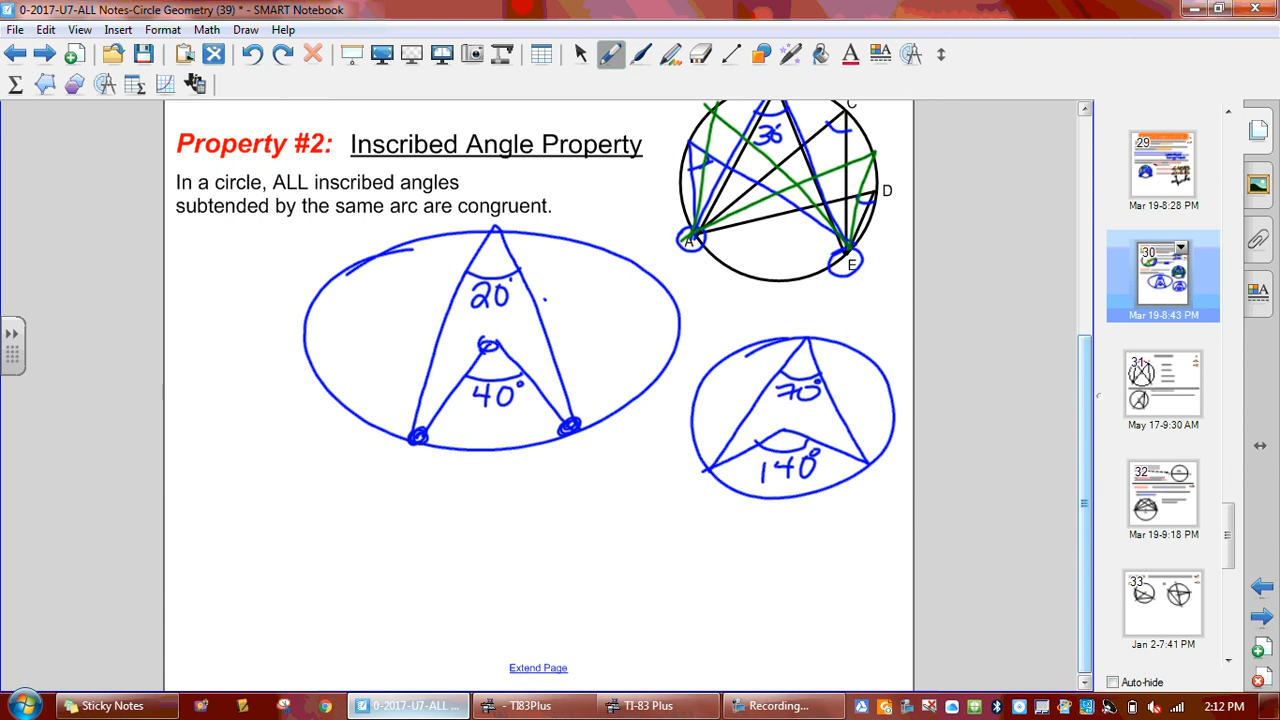 0-2017-U7-ALL Notes-Circle Geometry (39) * - SMART Notebook
File Edit View Insert Format Math Draw Help
Property #2: Inscribed Angle Property
In a circle, ALL inscribed angles
subtended by the same arc are congruent.
36
C
D
A
E
20°
40°
70°
140°
Extend Page
29
Mar 19-8:28 PM
30
Mar 19-8:43 PM
31
May 17-9:30 AM
32
Mar 19-9:18 PM
33
Jan 2-7:41 PM
Auto-hide
Sticky Notes
0-2017-U7-ALL ...
- TI83Plus
TI-83 Plus
Recording...
2:12 PM